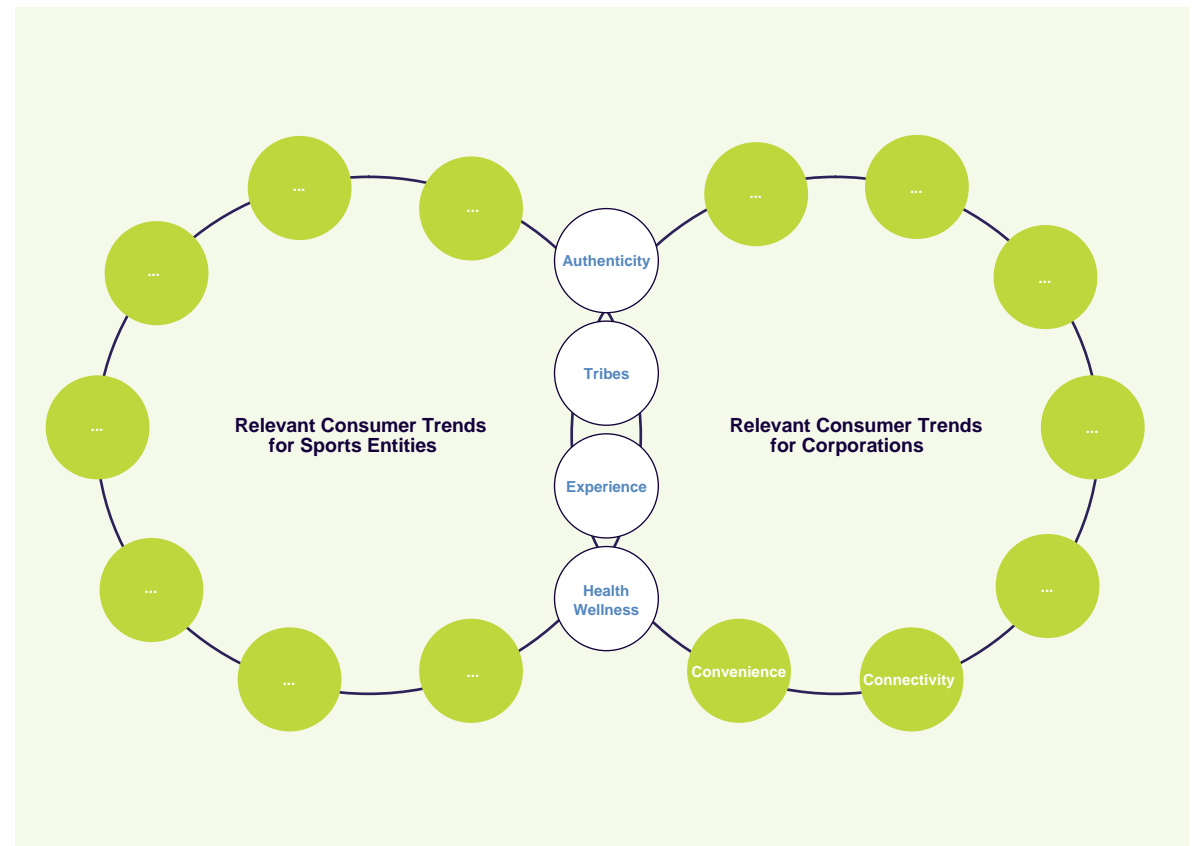 ...
...
...
...
Authenticity
...
...
...
Tribes
...
Relevant Consumer Trends
for Sports Entities
Relevant Consumer Trends
for Corporations
...
Experience
...
Health
Wellness
...
...
...
Convenience
Connectivity
...